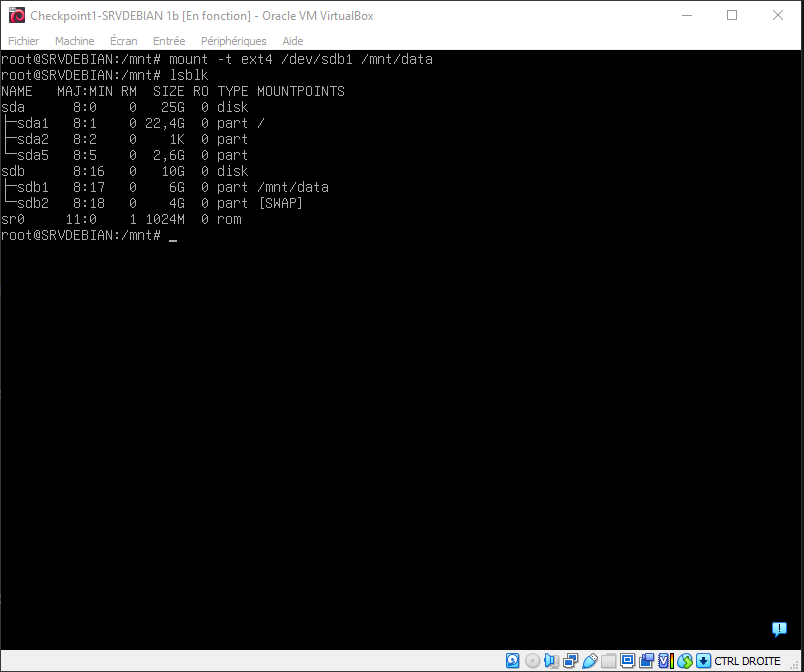 Checkpoint1-SRVDEBIAN 1b [En fonction] - Oracle VM VirtualBox
Fichier Machine Écran Entrée Périphériques Aide
root@SRVDEBIAN:/mnt# mount -t ext4 /dev/sdb1 /mnt/data
root@SRVDEBIAN:/mnt# lsblk
NAME   MAJ:MIN RM  SIZE RO TYPE MOUNTPOINTS
sda      8:0    0   25G  0 disk
├─sda1   8:1    0 22,4G  0 part /
├─sda2   8:2    0    1K  0 part
└─sda5   8:5    0  2,6G  0 part
sdb      8:16   0   10G  0 disk
├─sdb1   8:17   0    6G  0 part /mnt/data
└─sdb2   8:18   0    4G  0 part [SWAP]
sr0     11:0    1 1024M  0 rom
root@SRVDEBIAN:/mnt# _
CTRL DROITE